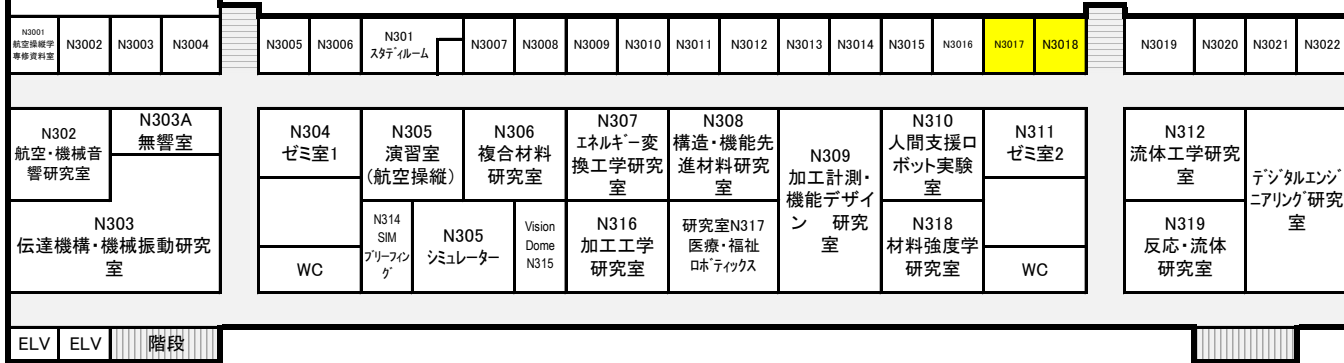 N3001
航空操縦学
専修資料室
N3002
N3003
N3004
N3005
N3006
N301
ｽﾀﾃﾞｨﾙｰﾑ
N3007
N3008
N3009
N3010
N3011
N3012
N3013
N3014
N3015
N3016
N3017
N3018
N3019
N3020
N3021
N3022
N302
航空・機械音
響研究室
N303A
無響室
N304
ゼミ室1
N305
演習室
(航空操縦)
N306
複合材料
研究室
N307
ｴﾈﾙｷﾞｰ変
換工学研究
室
N308
構造・機能先
進材料研究
室
N309
加工計測・
機能デザイ
ン　研究
室
N310
人間支援ロ
ボット実験
室
N311
ゼミ室2
N312
流体工学研究
室
ﾃﾞｼﾞﾀﾙｴﾝｼﾞ
ﾆｱﾘﾝｸﾞ研究
室
N303
伝達機構・機械振動研究
室
WC
N314
SIM
ﾌﾞﾘｰﾌｨﾝ
ｸﾞ
N305
ｼﾐｭﾚｰﾀｰ
Vision
Dome
N315
N316
加工工学
研究室
研究室N317
医療・福祉
ﾛﾎﾞﾃｨｯｸｽ
N318
材料強度学
研究室
WC
N319
反応・流体
研究室
ELV
ELV
階段